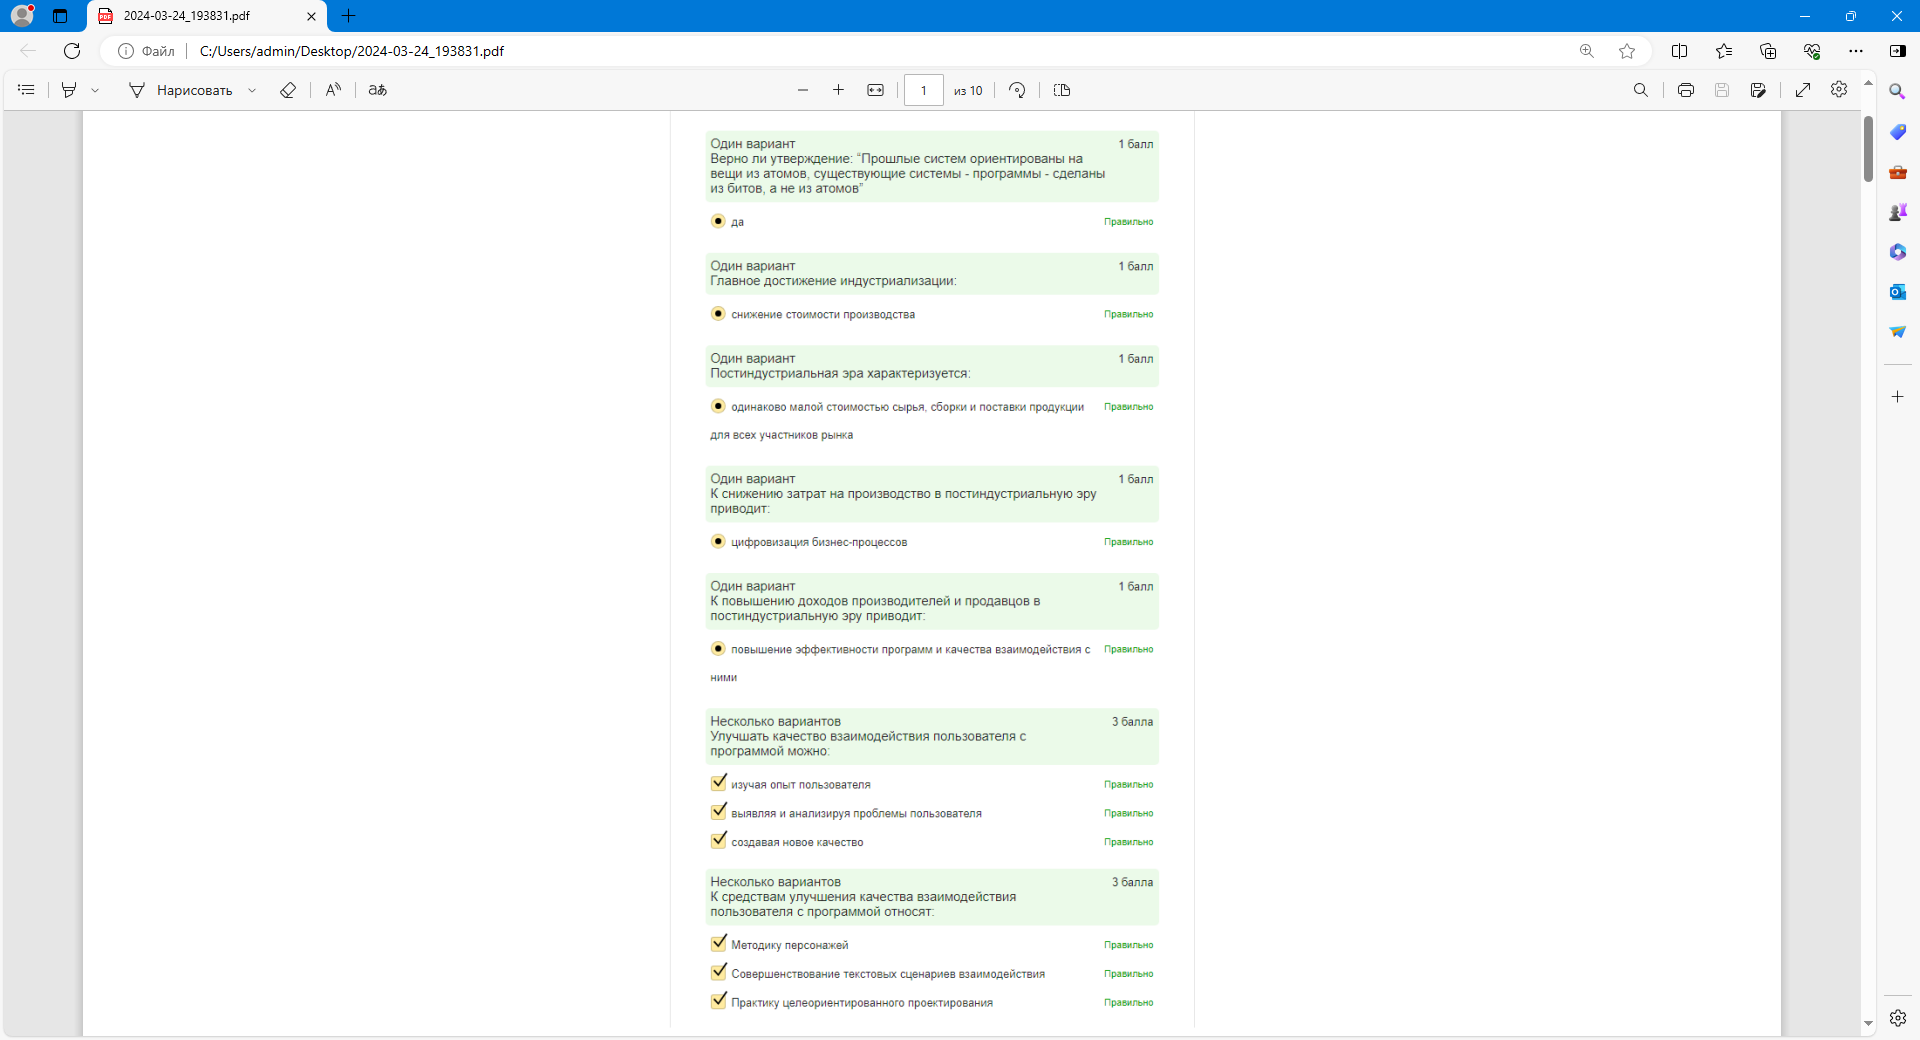 2024-03-24_193831.pdf
Файл
C:/Users/admin/Desktop/2024-03-24_193831.pdf
Нарисовать
1
из 10
Один вариант 1 балл
Верно ли утверждение: “Прошлые систем ориентированы на
вещи из атомов, существующие системы - программы - сделаны
из битов, а не из атомов”
да Правильно
Один вариант 1 балл
Главное достижение индустриализации:
снижение стоимости производства Правильно
Один вариант 1 балл
Постиндустриальная эра характеризуется:
одинаково малой стоимостью сырья, сборки и поставки продукции Правильно
для всех участников рынка
Один вариант 1 балл
К снижению затрат на производство в постиндустриальную эру
приводит:
цифровизация бизнес-процессов Правильно
Один вариант 1 балл
К повышению доходов производителей и продавцов в
постиндустриальную эру приводит:
повышение эффективности программ и качества взаимодействия с Правильно
ними
Несколько вариантов 3 балла
Улучшать качество взаимодействия пользователя с
программой можно:
изучая опыт пользователя Правильно
выявляя и анализируя проблемы пользователя Правильно
создавая новое качество Правильно
Несколько вариантов 3 балла
К средствам улучшения качества взаимодействия
пользователя с программой относят:
Методику персонажей Правильно
Совершенствование текстовых сценариев взаимодействия Правильно
Практику целеориентированного проектирования Правильно